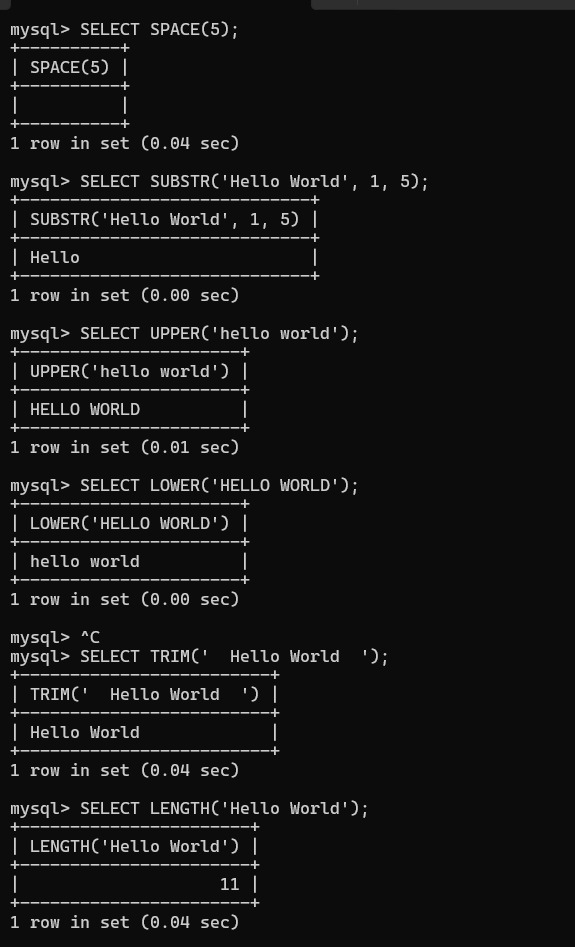 mysql> SELECT SPACE(5);
+----------+
| SPACE(5) |
+----------+
|          |
+----------+
1 row in set (0.04 sec)

mysql> SELECT SUBSTR('Hello World', 1, 5);
+-----------------------------+
| SUBSTR('Hello World', 1, 5) |
+-----------------------------+
| Hello                       |
+-----------------------------+
1 row in set (0.00 sec)

mysql> SELECT UPPER('hello world');
+----------------------+
| UPPER('hello world') |
+----------------------+
| HELLO WORLD          |
+----------------------+
1 row in set (0.01 sec)

mysql> SELECT LOWER('HELLO WORLD');
+----------------------+
| LOWER('HELLO WORLD') |
+----------------------+
| hello world          |
+----------------------+
1 row in set (0.00 sec)

mysql> ^C
mysql> SELECT TRIM('  Hello World  ');
+-------------------------+
| TRIM('  Hello World  ') |
+-------------------------+
| Hello World             |
+-------------------------+
1 row in set (0.04 sec)

mysql> SELECT LENGTH('Hello World');
+-----------------------+
| LENGTH('Hello World') |
+-----------------------+
|                    11 |
+-----------------------+
1 row in set (0.04 sec)